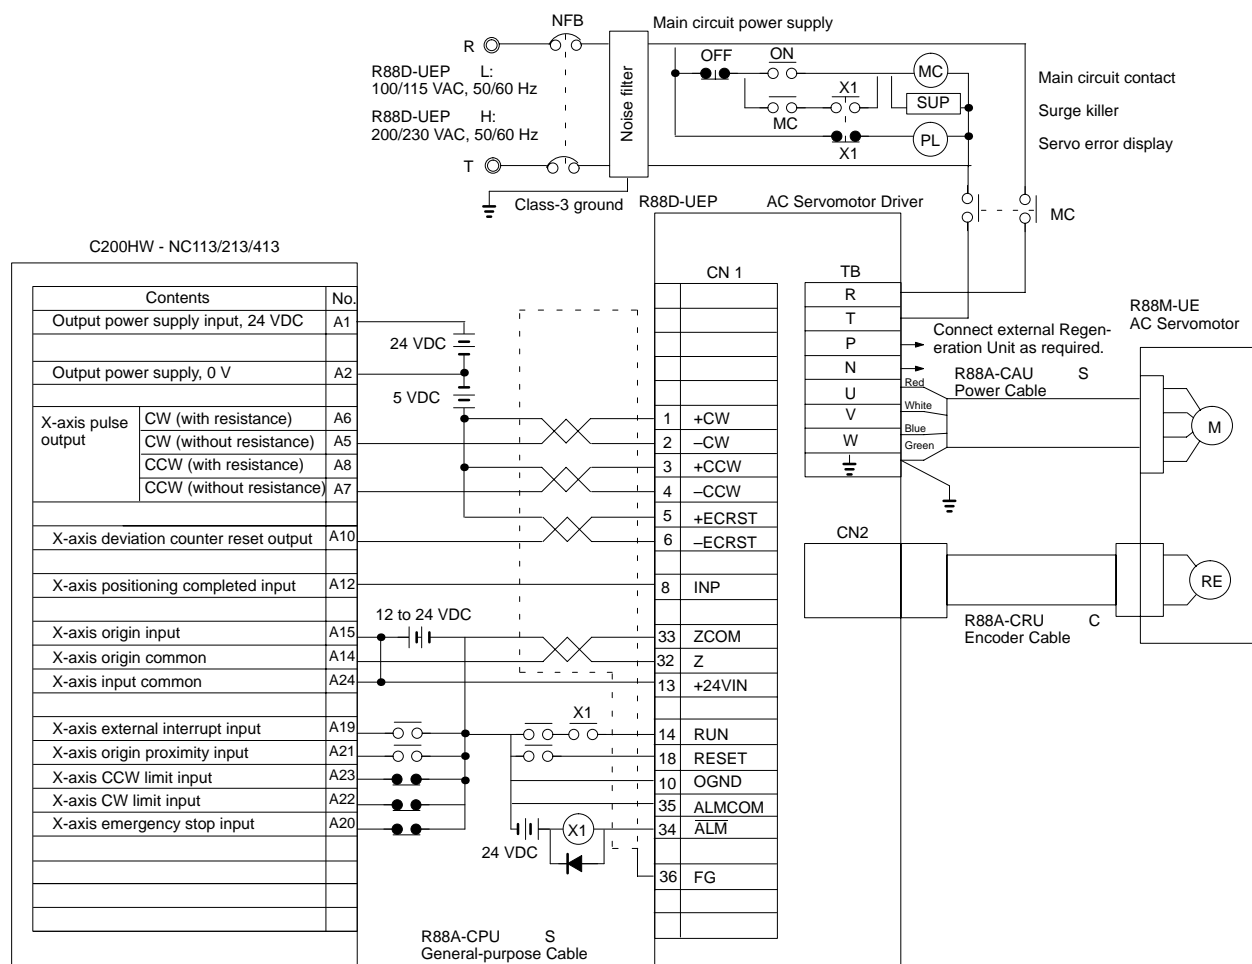 NFB
Main circuit power supply
R
OFF
ON
MC
R88D-UEP L:
100/115 VAC, 50/60 Hz
Noise filter
X1
Main circuit contact
SUP
MC
Surge killer
R88D-UEP H:
200/230 VAC, 50/60 Hz
PL
Servo error display
X1
T
Class-3 ground
R88D-UEP
AC Servomotor Driver
MC
C200HW - NC113/213/413
CN 1
TB
Contents No.
R
R88M-UE
AC Servomotor
Output power supply input, 24 VDC A1
T
24 VDC
P
Connect external Regen-
eration Unit as required.
Output power supply, 0 V A2
N
R88A-CAU S
Power Cable
5 VDC
U
Red
V
White
W
Blue
Green
M
X-axis pulse
output
CW (with resistance) A6
1 +CW
CW (without resistance) A5
2 –CW
CCW (with resistance) A8
3 +CCW
CCW (without resistance) A7
4 –CCW
5 +ECRST
X-axis deviation counter reset output A10
6 –ECRST
CN2
X-axis positioning completed input A12
8 INP
RE
12 to 24 VDC
R88A-CRU C
Encoder Cable
X-axis origin input A15
33 ZCOM
X-axis origin common A14
32 Z
X-axis input common A24
13 +24VIN
X1
X-axis external interrupt input A19
14 RUN
X-axis origin proximity input A21
18 RESET
X-axis CCW limit input A23
10 OGND
X-axis CW limit input A22
35 ALMCOM
X-axis emergency stop input A20
X1
34 ALM
24 VDC
36 FG
R88A-CPU S
General-purpose Cable